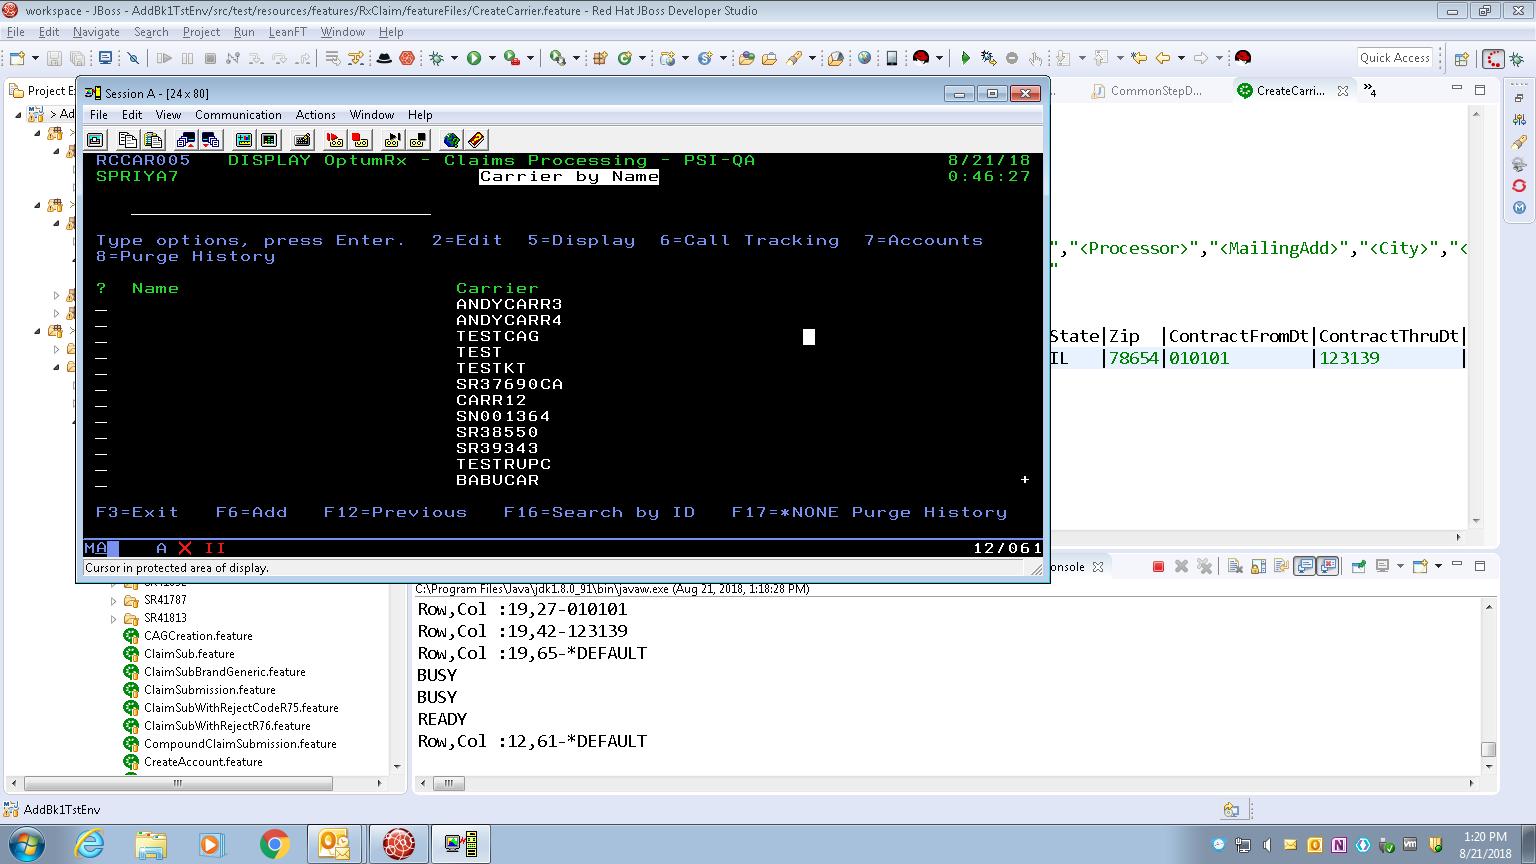 workspace - JBoss - AddBk1TstEnv/src/test/resources/features/RxClaim/featureFiles/CreateCarrier.feature - Red Hat JBoss Developer Studio
File Edit Navigate Search Project Run LeanFT Window Help
Quick Access
Project E
CommonStepD...
CreateCarri...
4
> Ad
Session A - [24 x 80]
File Edit View Communication Actions Window Help
RCCAR005 DISPLAY OptumRx - Claims Processing - PSI-QA 8/21/18
SPRIYA7 Carrier by Name 0:46:27
Type options, press Enter. 2=Edit 5=Display 6=Call Tracking 7=Accounts
8=Purge History
? Name Carrier
ANDYCARR3
ANDYCARR4
TESTCAG
TEST
TESTKT
SR37690CA
CARR12
SN001364
SR38550
SR39343
TESTRUPC
BABUCAR +
F3=Exit F6=Add F12=Previous F16=Search by ID F17=*NONE Purge History
MA A X II 12/061
Cursor in protected area of display.
","<Processor>","<MailingAdd>","<City>","<
"
State|Zip |ContractFromDt|ContractThruDt|
IL |78654|010101 |123139 |
SR41787
SR41813
CAGCreation.feature
ClaimSub.feature
ClaimSubBrandGeneric.feature
ClaimSubmission.feature
ClaimSubWithRejectCodeR75.feature
ClaimSubWithRejectR76.feature
CompoundClaimSubmission.feature
CreateAccount.feature
onsole
C:\Program Files\Java\jdk1.8.0_91\bin\javaw.exe (Aug 21, 2018, 1:18:28 PM)
Row,Col :19,27-010101
Row,Col :19,42-123139
Row,Col :19,65-*DEFAULT
BUSY
BUSY
READY
Row,Col :12,61-*DEFAULT
AddBk1TstEnv
1:20 PM
8/21/2018